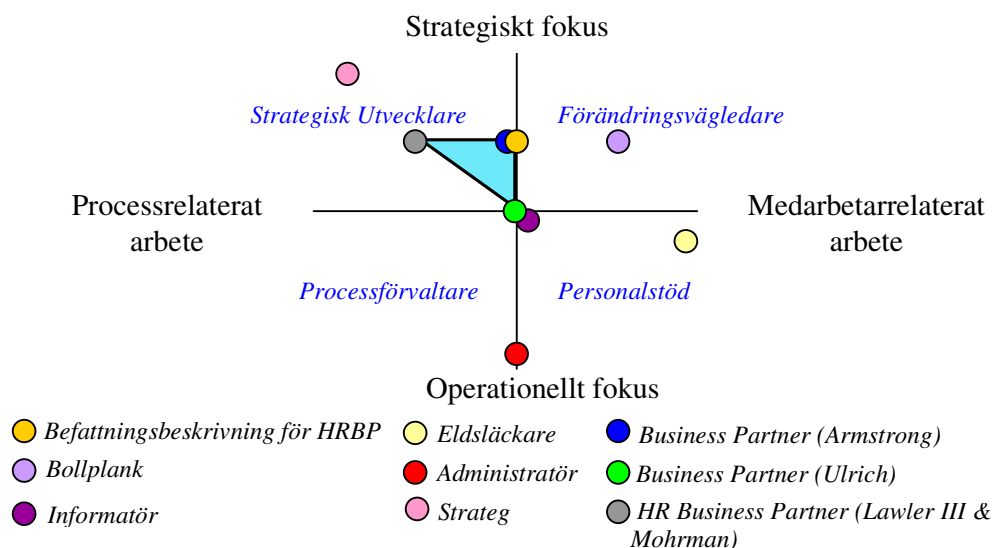 Strategiskt fokus
Strategisk Utvecklare
Förändringsvägledare
Processrelaterat
arbete
Medarbetarrelaterat
arbete
Processförvaltare
Personalstöd
Operationellt fokus
Befattningsbeskrivning för HRBP
Eldsläckare
Business Partner (Armstrong)
Bollplank
Administratör
Business Partner (Ulrich)
Informatör
Strateg
HR Business Partner (Lawler III &
Mohrman)